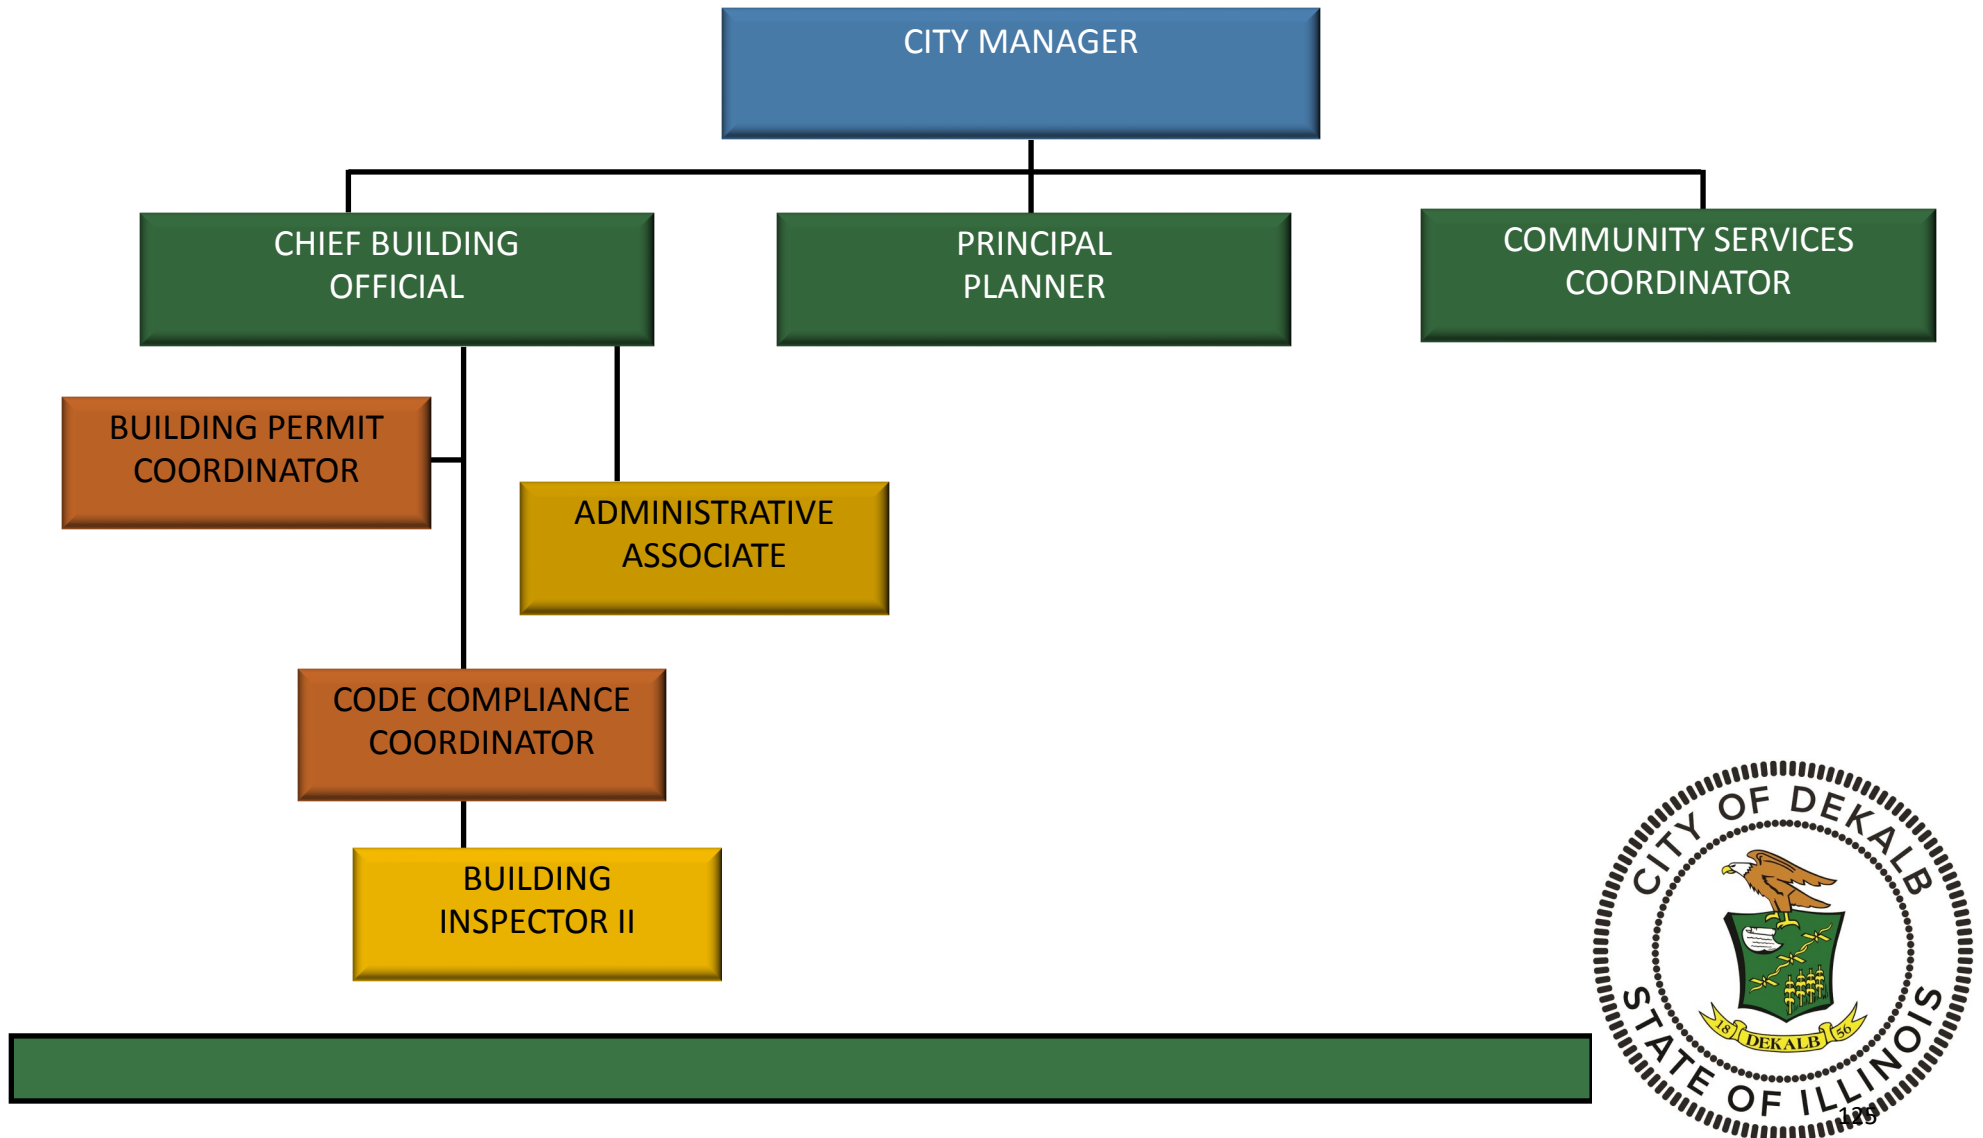 CITY MANAGER
CHIEF BUILDING
OFFICIAL
PRINCIPAL
PLANNER
COMMUNITY SERVICES
COORDINATOR
BUILDING PERMIT
COORDINATOR
ADMINISTRATIVE
ASSOCIATE
CODE COMPLIANCE
COORDINATOR
BUILDING
INSPECTOR II
CITY OF DEKALB
18 DEKALB 56
STATE OF ILLINOIS
125